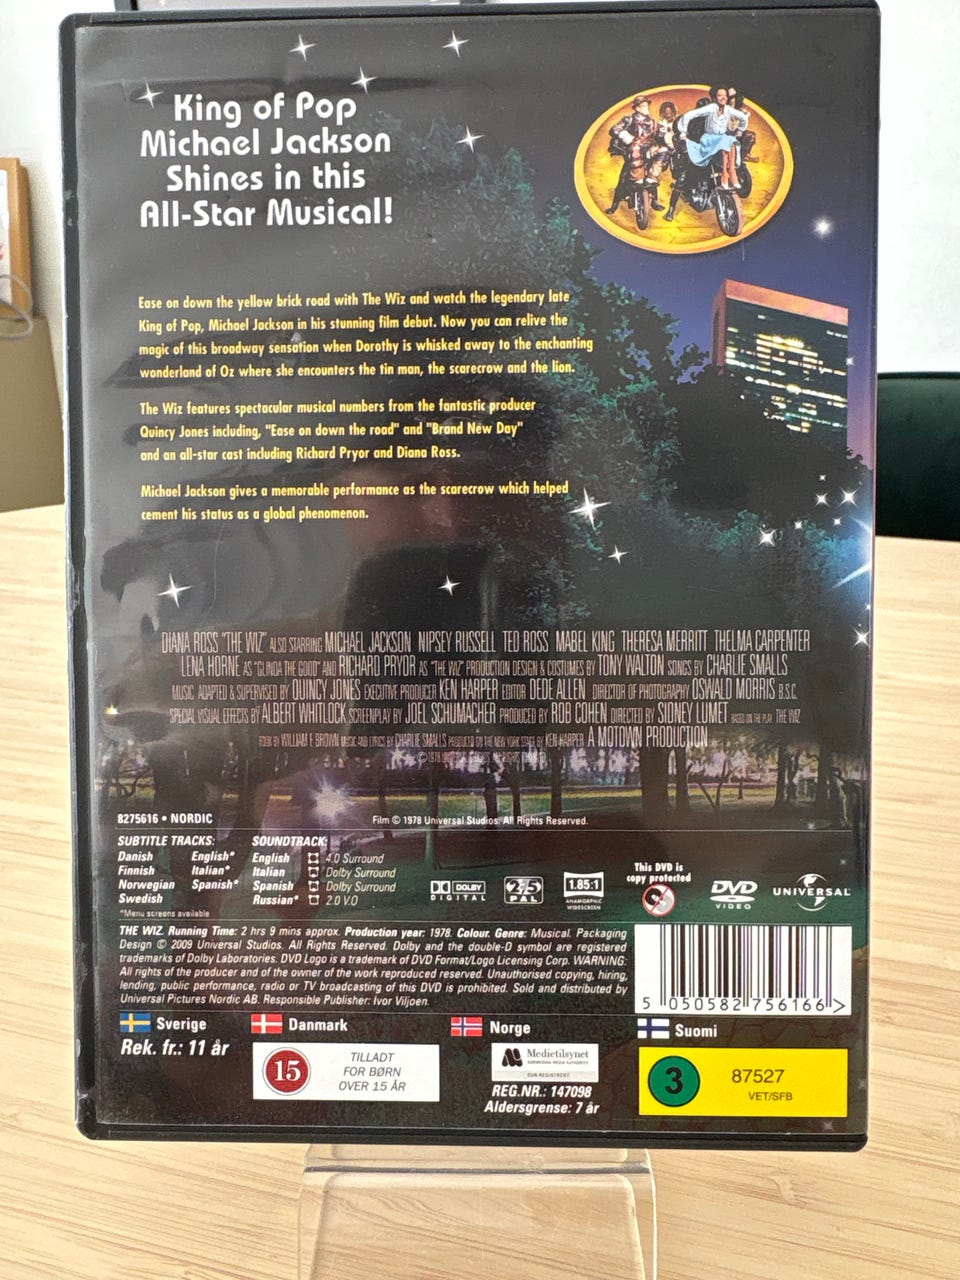 King of Pop
Michael Jackson
Shines in this
All-Star Musical!
Ease on down the yellow brick road with The Wiz and watch the legendary late
King of Pop, Michael Jackson in his stunning film debut. Now you can relive the
magic of this broadway sensation when Dorothy is whisked away to the enchanting
wonderland of Oz where she encounters the tin man, the scarecrow and the lion.
The Wiz features spectacular musical numbers from the fantastic producer
Quincy Jones including, "Ease on down the road" and "Brand New Day"
and an all-star cast including Richard Pryor and Diana Ross.
Michael Jackson gives a memorable performance as the scarecrow which helped
cement his status as a global phenomenon.
DIANA ROSS "THE WIZ" ALSO STARRING MICHAEL JACKSON NIPSEY RUSSELL TED ROSS MABEL KING THERESA MERRITT THELMA CARPENTER
LENA HORNE AS "GLINDA THE GOOD" AND RICHARD PRYOR AS "THE WIZ" PRODUCTION DESIGN & COSTUMES BY TONY WALTON SONGS BY CHARLIE SMALLS
MUSIC ADAPTED & SUPERVISED BY QUINCY JONES EXECUTIVE PRODUCER KEN HARPER EDITOR DEDE ALLEN DIRECTOR OF PHOTOGRAPHY OSWALD MORRIS B.S.C.
SPECIAL VISUAL EFFECTS BY ALBERT WHITLOCK SCREENPLAY BY JOEL SCHUMACHER PRODUCED BY ROB COHEN DIRECTED BY SIDNEY LUMET BASED ON THE PLAY THE WIZ
BOOK BY WILLIAM F. BROWN MUSIC AND LYRICS BY CHARLIE SMALLS PRODUCED ON THE NEW YORK STAGE BY KEN HARPER A MOTOWN PRODUCTION
© 1978 UNIVERSAL STUDIOS. ALL RIGHTS RESERVED.
8275616 • NORDIC
Film © 1978 Universal Studios. All Rights Reserved.
SUBTITLE TRACKS:
Danish English*
Finnish Italian*
Norwegian Spanish*
Swedish
*Menu screens available
SOUNDTRACK:
English 4.0 Surround
Italian Dolby Surround
Spanish Dolby Surround
Russian* 2.0 V.O
DOLBY
DIGITAL
2 5
PAL
1.85:1
ANAMORPHIC
WIDESCREEN
This DVD is
copy protected
DVD
VIDEO
UNIVERSAL
THE WIZ. Running Time: 2 hrs 9 mins approx. Production year: 1978. Colour. Genre: Musical. Packaging
Design © 2009 Universal Studios. All Rights Reserved. Dolby and the double-D symbol are registered
trademarks of Dolby Laboratories. DVD Logo is a trademark of DVD Format/Logo Licensing Corp. WARNING:
All rights of the producer and of the owner of the work reproduced reserved. Unauthorised copying, hiring,
lending, public performance, radio or TV broadcasting of this DVD is prohibited. Sold and distributed by
Universal Pictures Nordic AB. Responsible Publisher: Ivor Viljoen.
5 050582 756166 >
Sverige
Rek. fr.: 11 år
Danmark
15
TILLADT
FOR BØRN
OVER 15 ÅR
Norge
Medietilsynet
NORWEGIAN MEDIA AUTHORITY
EUR-REGISTRERT
REG.NR.: 147098
Aldersgrense: 7 år
Suomi
3
87527
VET/SFB